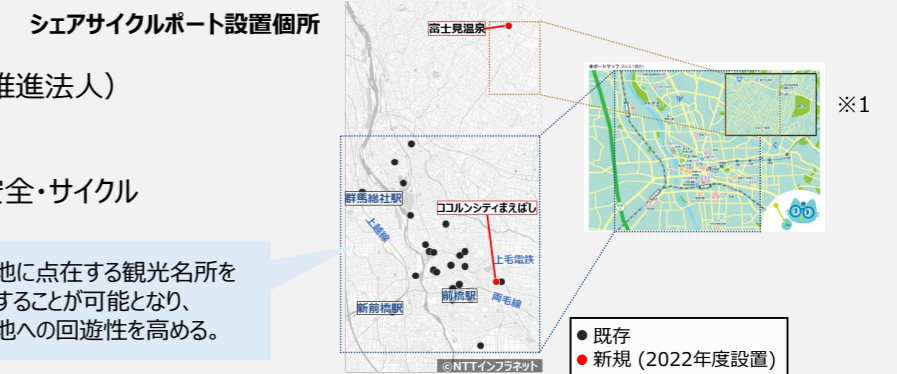 シェアサイクルポート設置個所
推進法人）
安全・サイクル
地に点在する観光名所を
することが可能となり、
地への回遊性を高める。
富士見温泉
群馬総社駅
上越線
ココルンシティまえばし
上毛電鉄
前橋駅
両毛線
新前橋駅
©NTTインフラネット
※1
● 既存
● 新規 (2022年度設置)